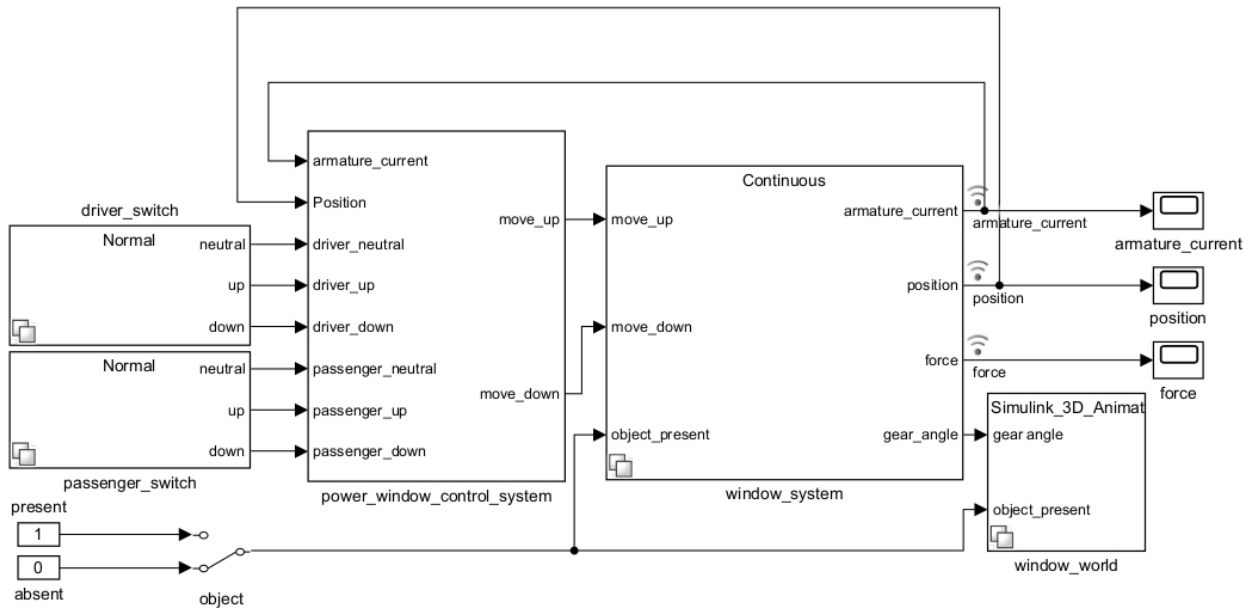 driver_switch
Normal
neutral
up
down
Normal
neutral
up
down
passenger_switch
present
1
0
absent
object
armature_current
Position
driver_neutral
driver_up
driver_down
passenger_neutral
passenger_up
passenger_down
move_up
move_down
power_window_control_system
Continuous
move_up
move_down
object_present
armature_current
position
force
gear_angle
window_system
armature_current
position
force
armature_current
position
force
Simulink_3D_Animat
gear angle
object_present
window_world